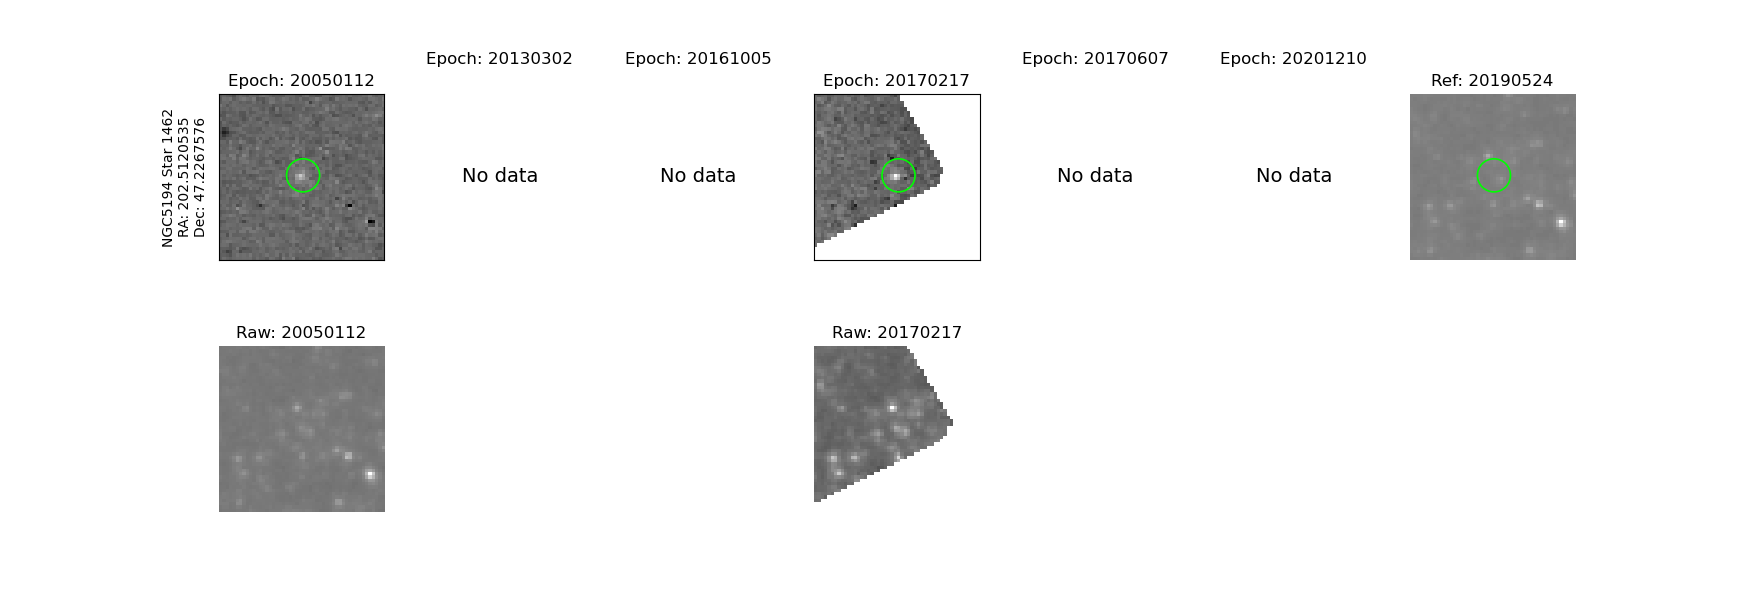 Epoch: 20050112
Epoch: 20130302
Epoch: 20161005
Epoch: 20170217
Epoch: 20170607
Epoch: 20201210
Ref: 20190524
NGC5194 Star 1462
RA: 202.5120535
Dec: 47.2267576
No data
No data
No data
No data
Raw: 20050112
Raw: 20170217